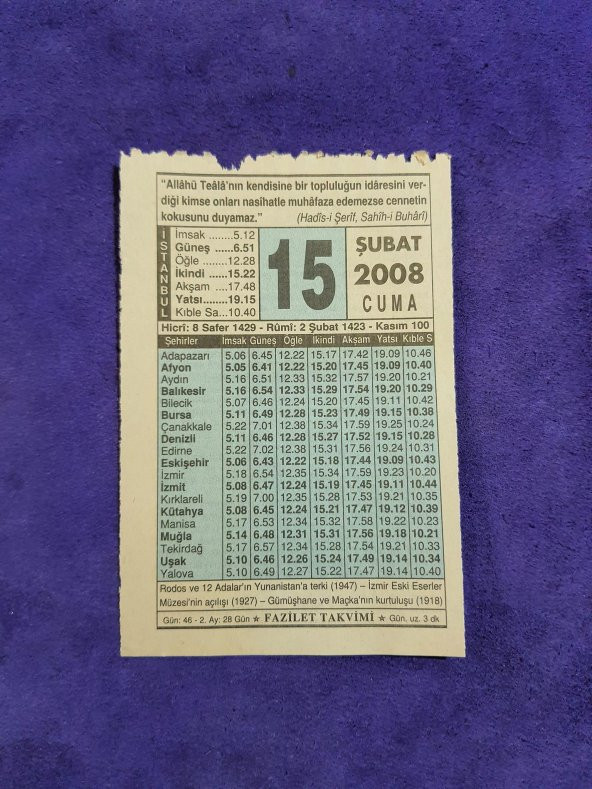 “Allâhü Teâlâ'nın kendisine bir topluluğun idâresini ver-
diği kimse onları nasîhatle muhâfaza edemezse cennetin
kokusunu duyamaz.” (Hadîs-i Şerîf, Sahîh-i Buhârî)
İSTANBUL
İmsak .......5.12
Güneş ......6.51
Öğle .......12.28
İkindi .....15.22
Akşam ....17.48
Yatsı........19.15
Kıble Sa...10.40
15
ŞUBAT
2008
CUMA
Hicrî: 8 Safer 1429 - Rûmî: 2 Şubat 1423 - Kasım 100
Şehirler İmsak Güneş Öğle İkindi Akşam Yatsı Kıble S
Adapazarı 5.06 6.45 12.22 15.17 17.42 19.09 10.46
Afyon 5.05 6.41 12.22 15.20 17.45 19.09 10.40
Aydın 5.16 6.51 12.33 15.32 17.57 19.20 10.21
Balıkesir 5.16 6.54 12.33 15.29 17.54 19.20 10.29
Bilecik 5.07 6.46 12.24 15.20 17.45 19.11 10.42
Bursa 5.11 6.49 12.28 15.23 17.49 19.15 10.38
Çanakkale 5.22 7.01 12.38 15.34 17.59 19.25 10.24
Denizli 5.11 6.46 12.28 15.27 17.52 19.15 10.28
Edirne 5.22 7.02 12.38 15.31 17.56 19.24 10.31
Eskişehir 5.06 6.43 12.22 15.18 17.44 19.09 10.43
İzmir 5.18 6.54 12.35 15.34 17.59 19.23 10.20
İzmit 5.08 6.47 12.24 15.19 17.45 19.11 10.44
Kırklareli 5.19 7.00 12.35 15.28 17.53 19.21 10.35
Kütahya 5.08 6.45 12.24 15.21 17.47 19.12 10.39
Manisa 5.17 6.53 12.34 15.32 17.58 19.22 10.23
Muğla 5.14 6.48 12.31 15.31 17.56 19.18 10.21
Tekirdağ 5.17 6.57 12.34 15.28 17.54 19.21 10.33
Uşak 5.10 6.46 12.26 15.24 17.49 19.14 10.34
Yalova 5.10 6.49 12.27 15.22 17.47 19.14 10.40
Rodos ve 12 Adalar'ın Yunanistan'a terki (1947) – İzmir Eski Eserler
Müzesi'nin açılışı (1927) – Gümüşhane ve Maçka'nın kurtuluşu (1918)
Gün: 46 - 2. Ay: 28 Gün ★ FAZİLET TAKVİMİ ★ Gün. uz. 3 dk